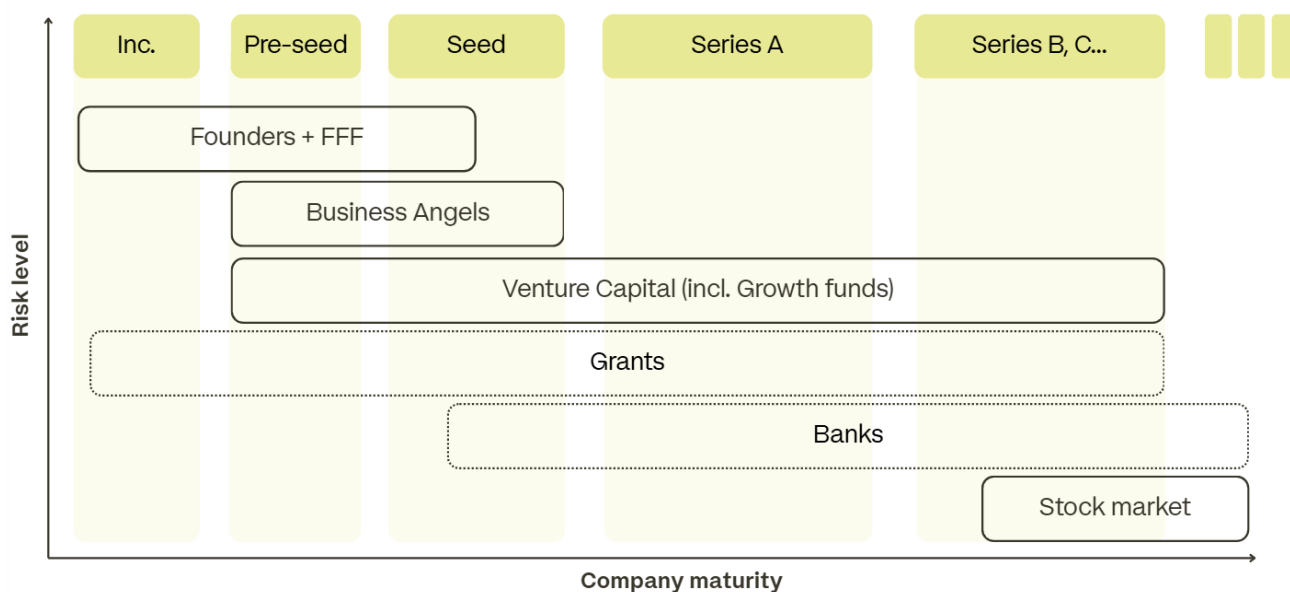 Inc.
Pre-seed
Seed
Series A
Series B, C...
Founders + FFF
Business Angels
Venture Capital (incl. Growth funds)
Grants
Banks
Stock market
Risk level
Company maturity